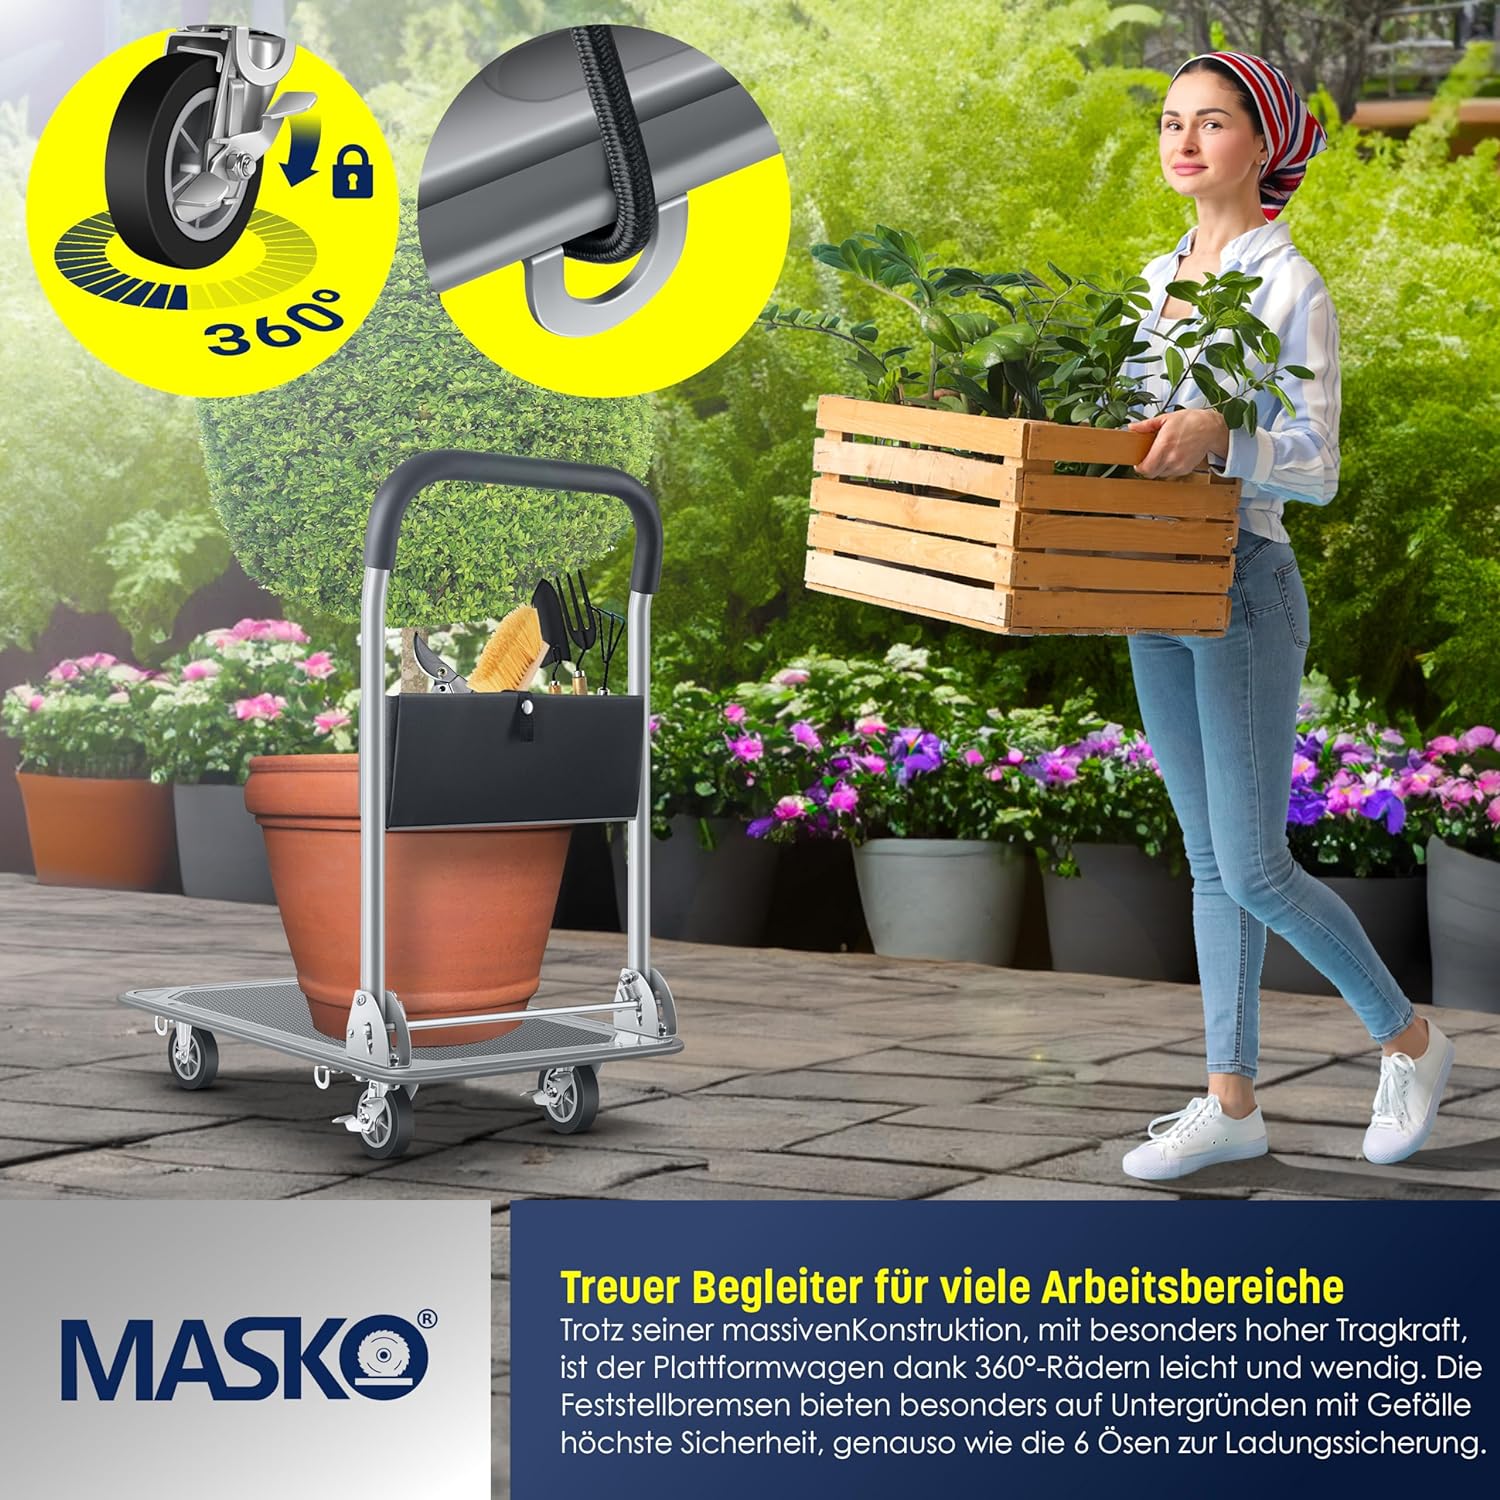 360°
MASKO®
Treuer Begleiter für viele Arbeitsbereiche
Trotz seiner massivenKonstruktion, mit besonders hoher Tragkraft,
ist der Plattformwagen dank 360°-Rädern leicht und wendig. Die
Feststellbremsen bieten besonders auf Untergründen mit Gefälle
höchste Sicherheit, genauso wie die 6 Ösen zur Ladungssicherung.